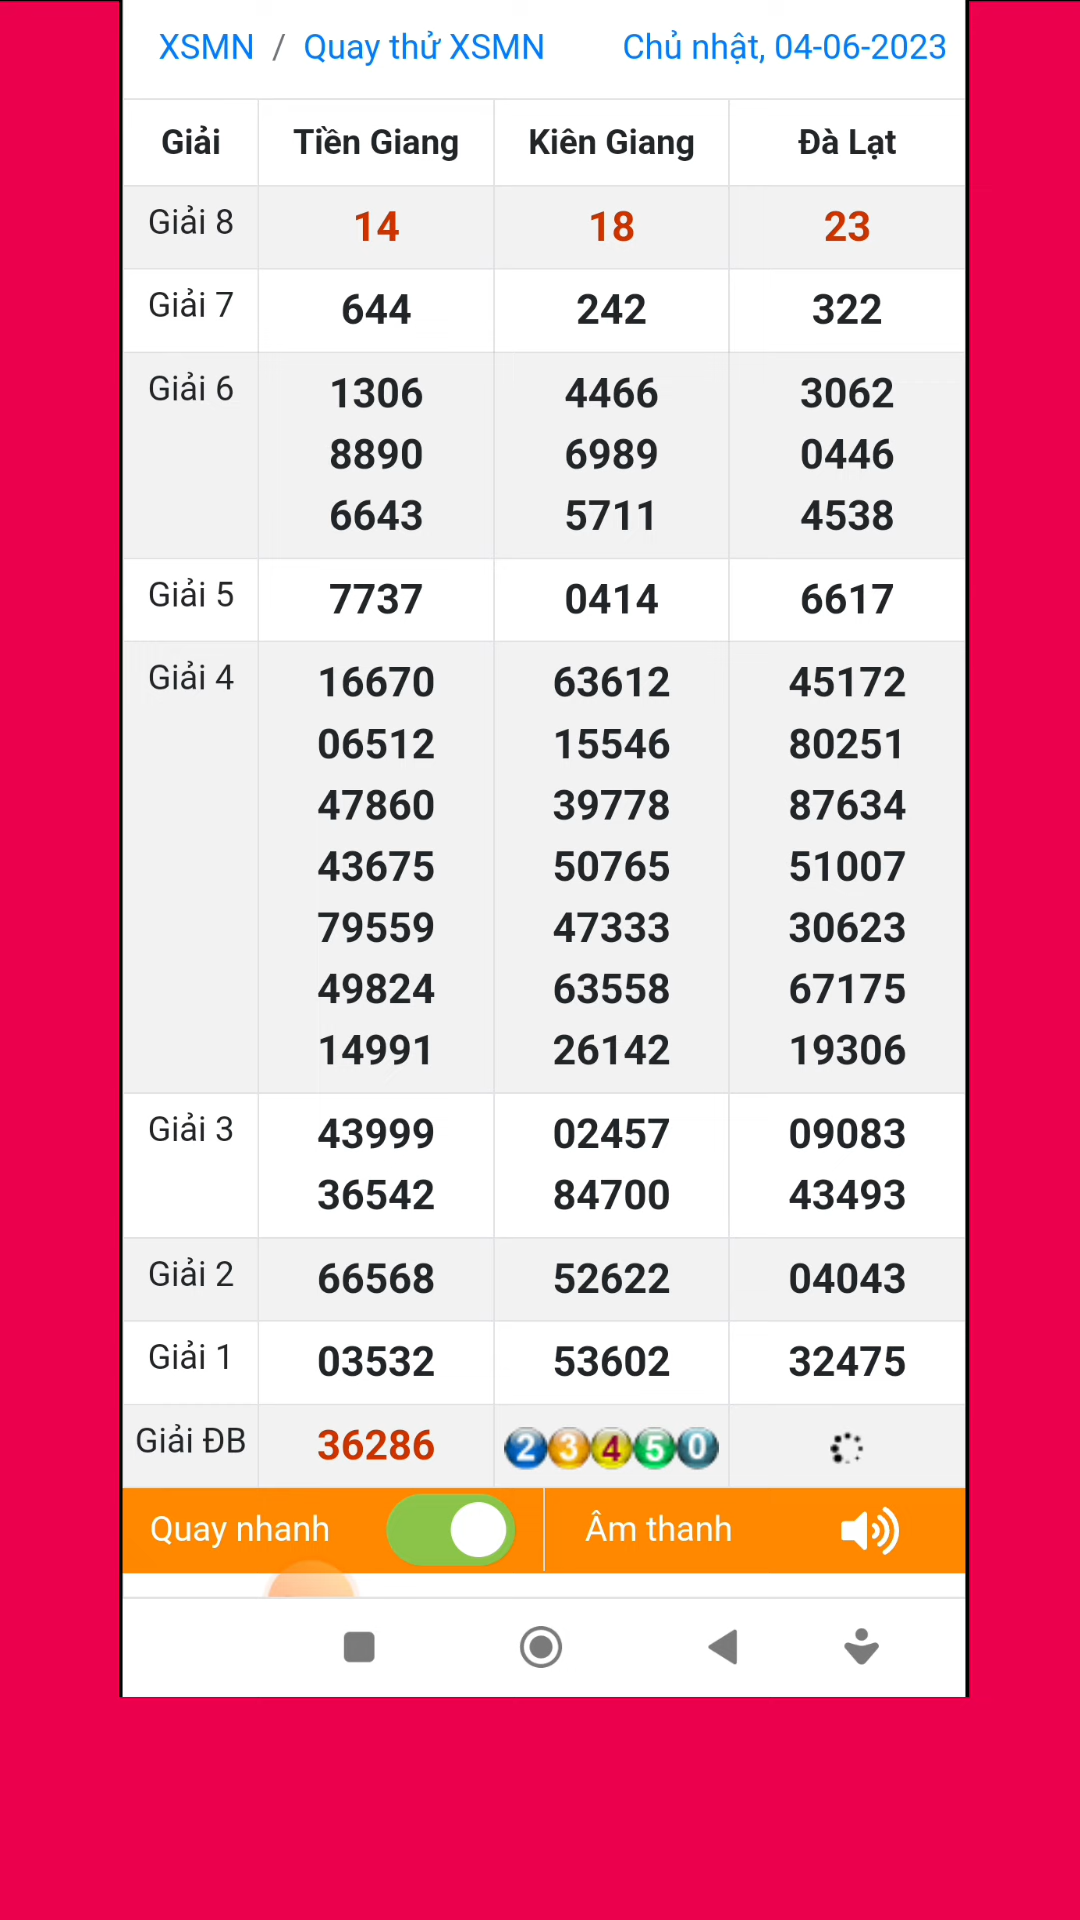 XSMN / Quay thử XSMN Chủ nhật, 04-06-2023
Giải Tiền Giang Kiên Giang Đà Lạt
Giải 8 14 18 23
Giải 7 644 242 322
Giải 6 1306 4466 3062
8890 6989 0446
6643 5711 4538
Giải 5 7737 0414 6617
Giải 4 16670 63612 45172
06512 15546 80251
47860 39778 87634
43675 50765 51007
79559 47333 30623
49824 63558 67175
14991 26142 19306
Giải 3 43999 02457 09083
36542 84700 43493
Giải 2 66568 52622 04043
Giải 1 03532 53602 32475
Giải ĐB 36286 2 3 4 5 0
Quay nhanh Âm thanh